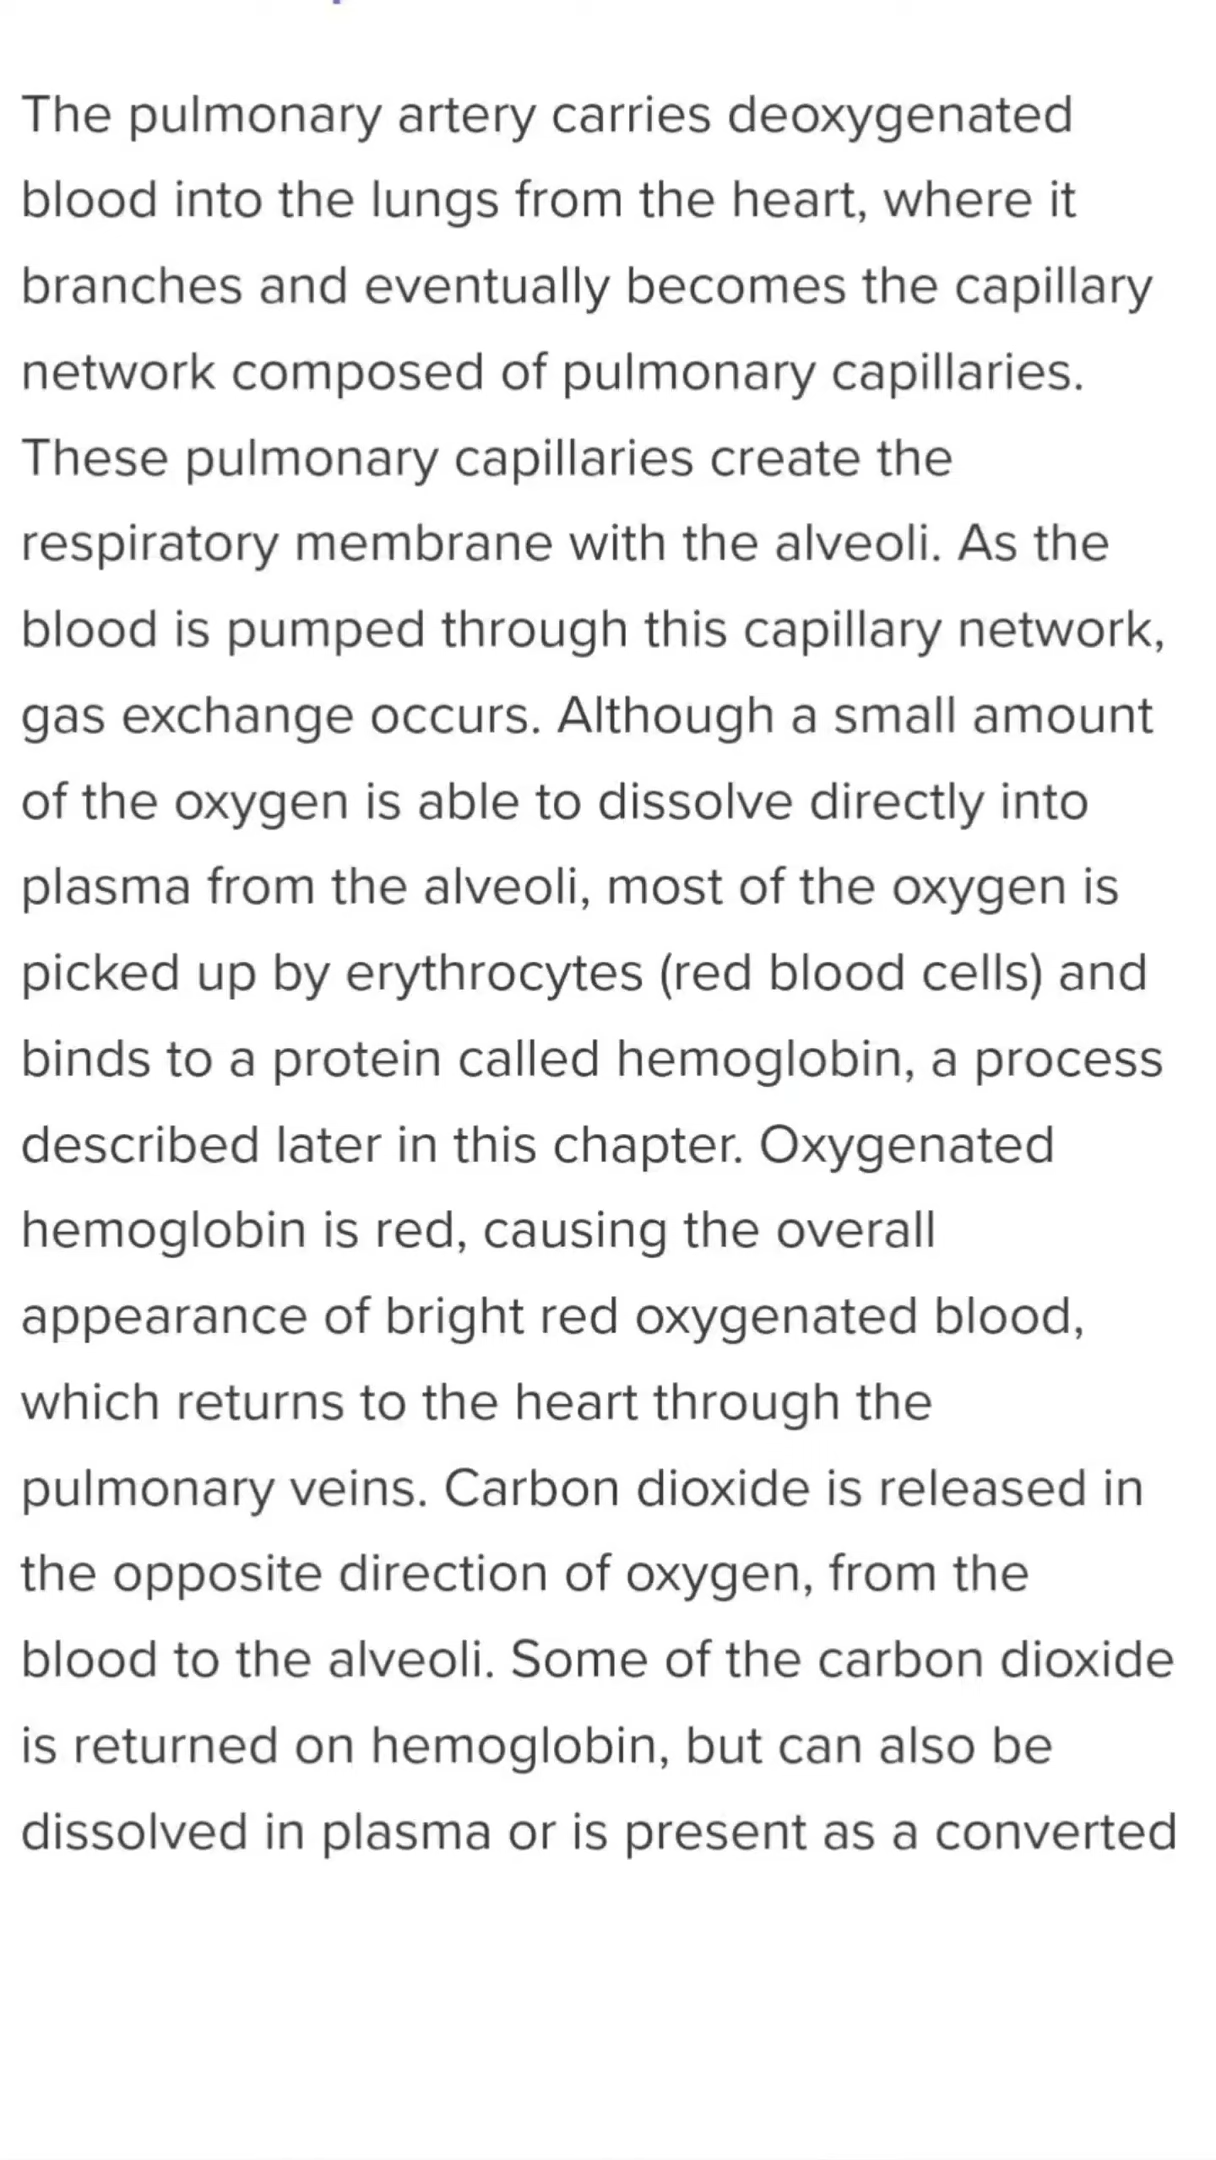 The pulmonary artery carries deoxygenated
blood into the lungs from the heart, where it
branches and eventually becomes the capillary
network composed of pulmonary capillaries.
These pulmonary capillaries create the
respiratory membrane with the alveoli. As the
blood is pumped through this capillary network,
gas exchange occurs. Although a small amount
of the oxygen is able to dissolve directly into
plasma from the alveoli, most of the oxygen is
picked up by erythrocytes (red blood cells) and
binds to a protein called hemoglobin, a process
described later in this chapter. Oxygenated
hemoglobin is red, causing the overall
appearance of bright red oxygenated blood,
which returns to the heart through the
pulmonary veins. Carbon dioxide is released in
the opposite direction of oxygen, from the
blood to the alveoli. Some of the carbon dioxide
is returned on hemoglobin, but can also be
dissolved in plasma or is present as a converted